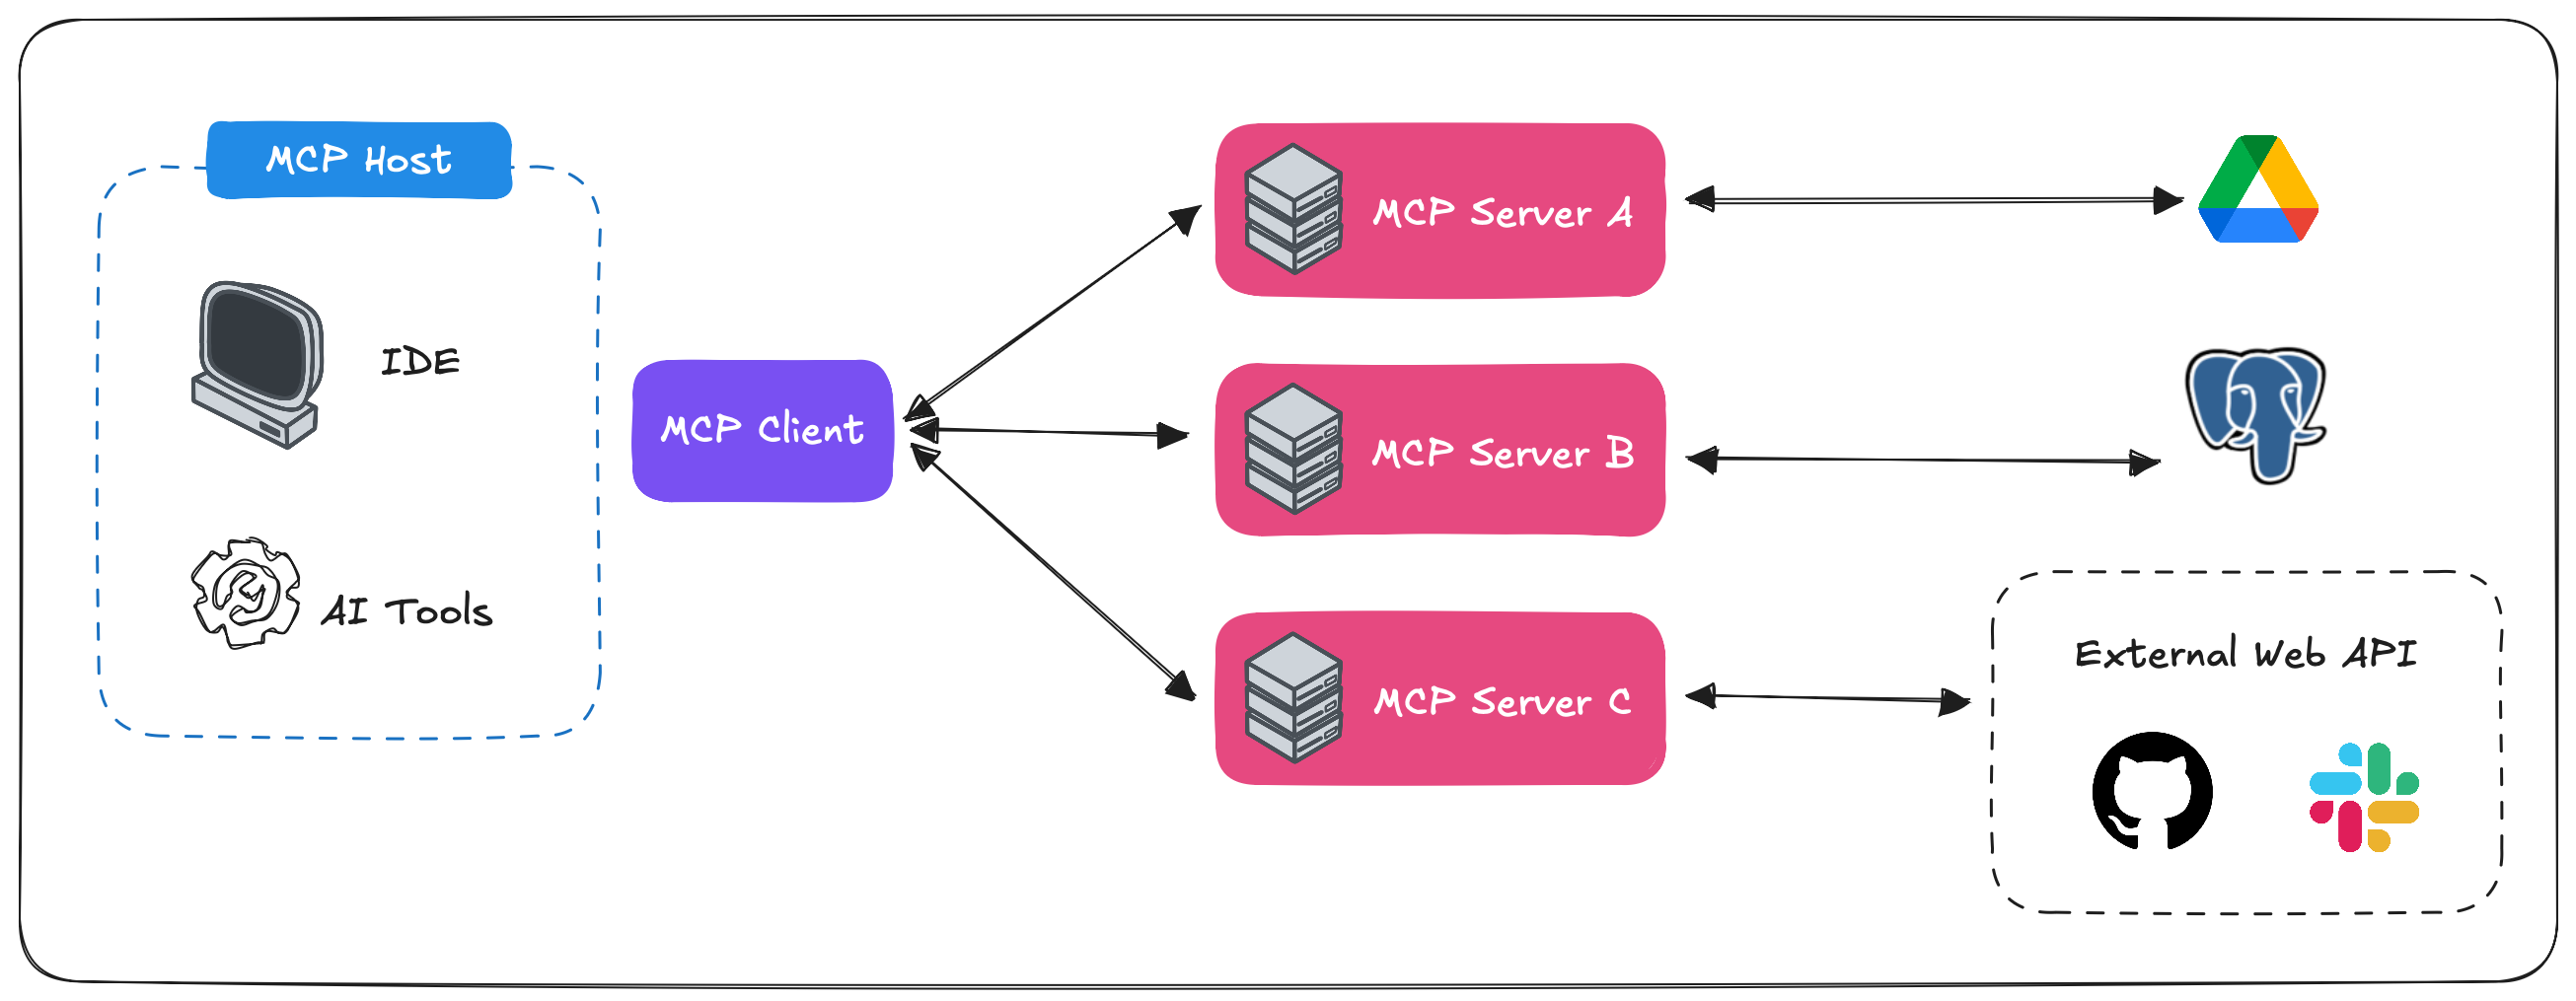 MCP Host
IDE
AI Tools
MCP Client
MCP Server A
MCP Server B
MCP Server C
External Web API